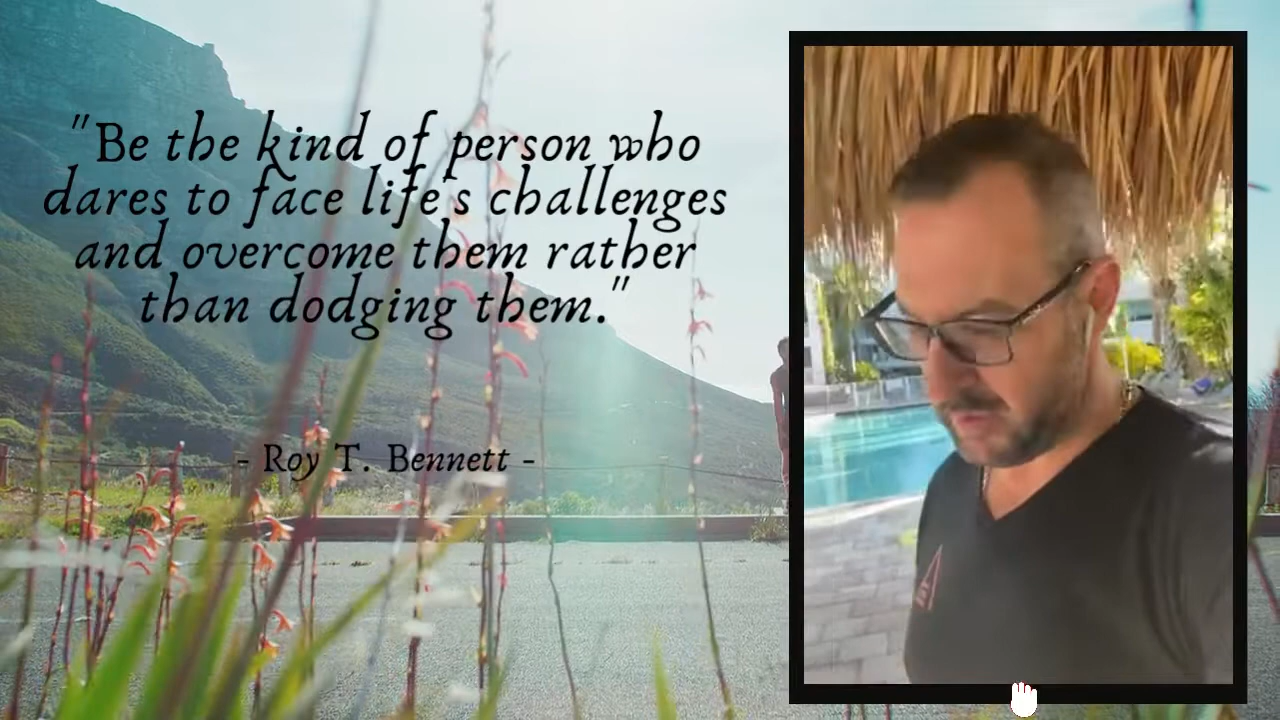 "Be the kind of person who
dares to face life's challenges
and overcome them rather
than dodging them."
- Roy T. Bennett -